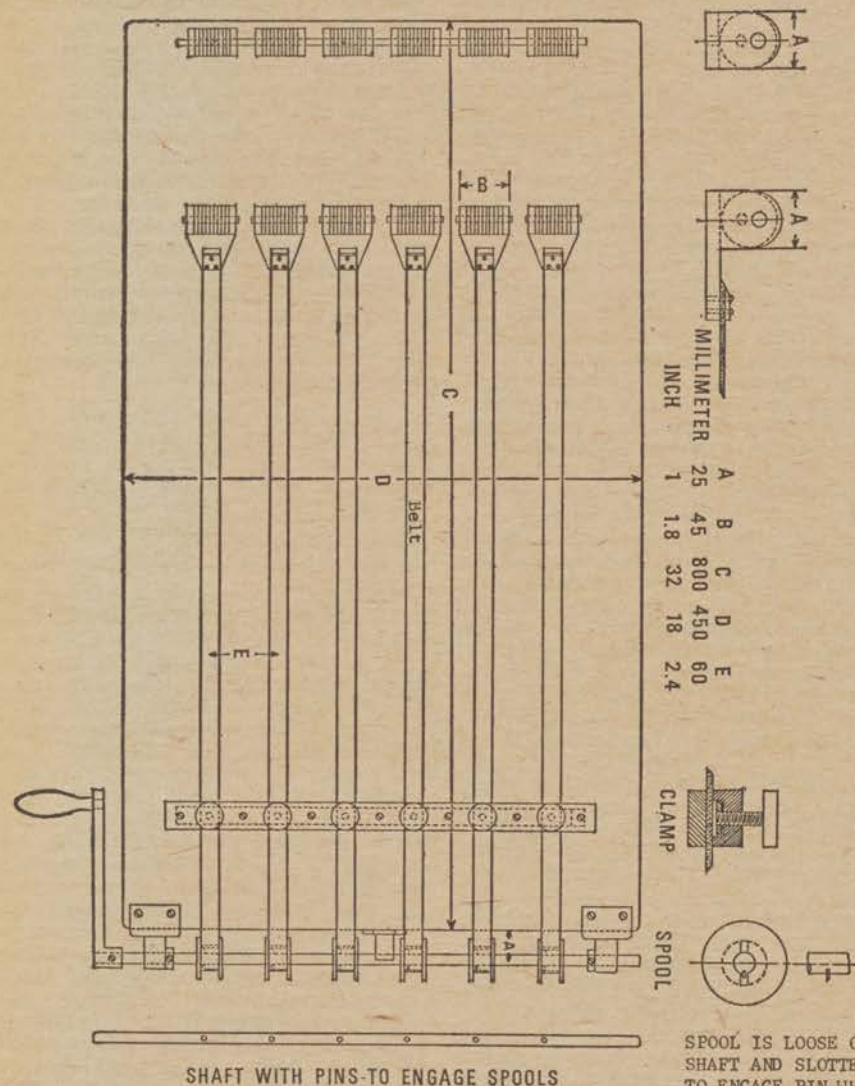 A
B
A
MILLIMETER 25 45 800 450 60
INCH 1 1.8 32 18 2.4
A B C D E
C
D
Belt
E
CLAMP
A
SPOOL
SPOOL IS LOOSE
SHAFT AND SLOTTE
TO ENGAGE PIN
SHAFT WITH PINS-TO ENGAGE SPOOLS